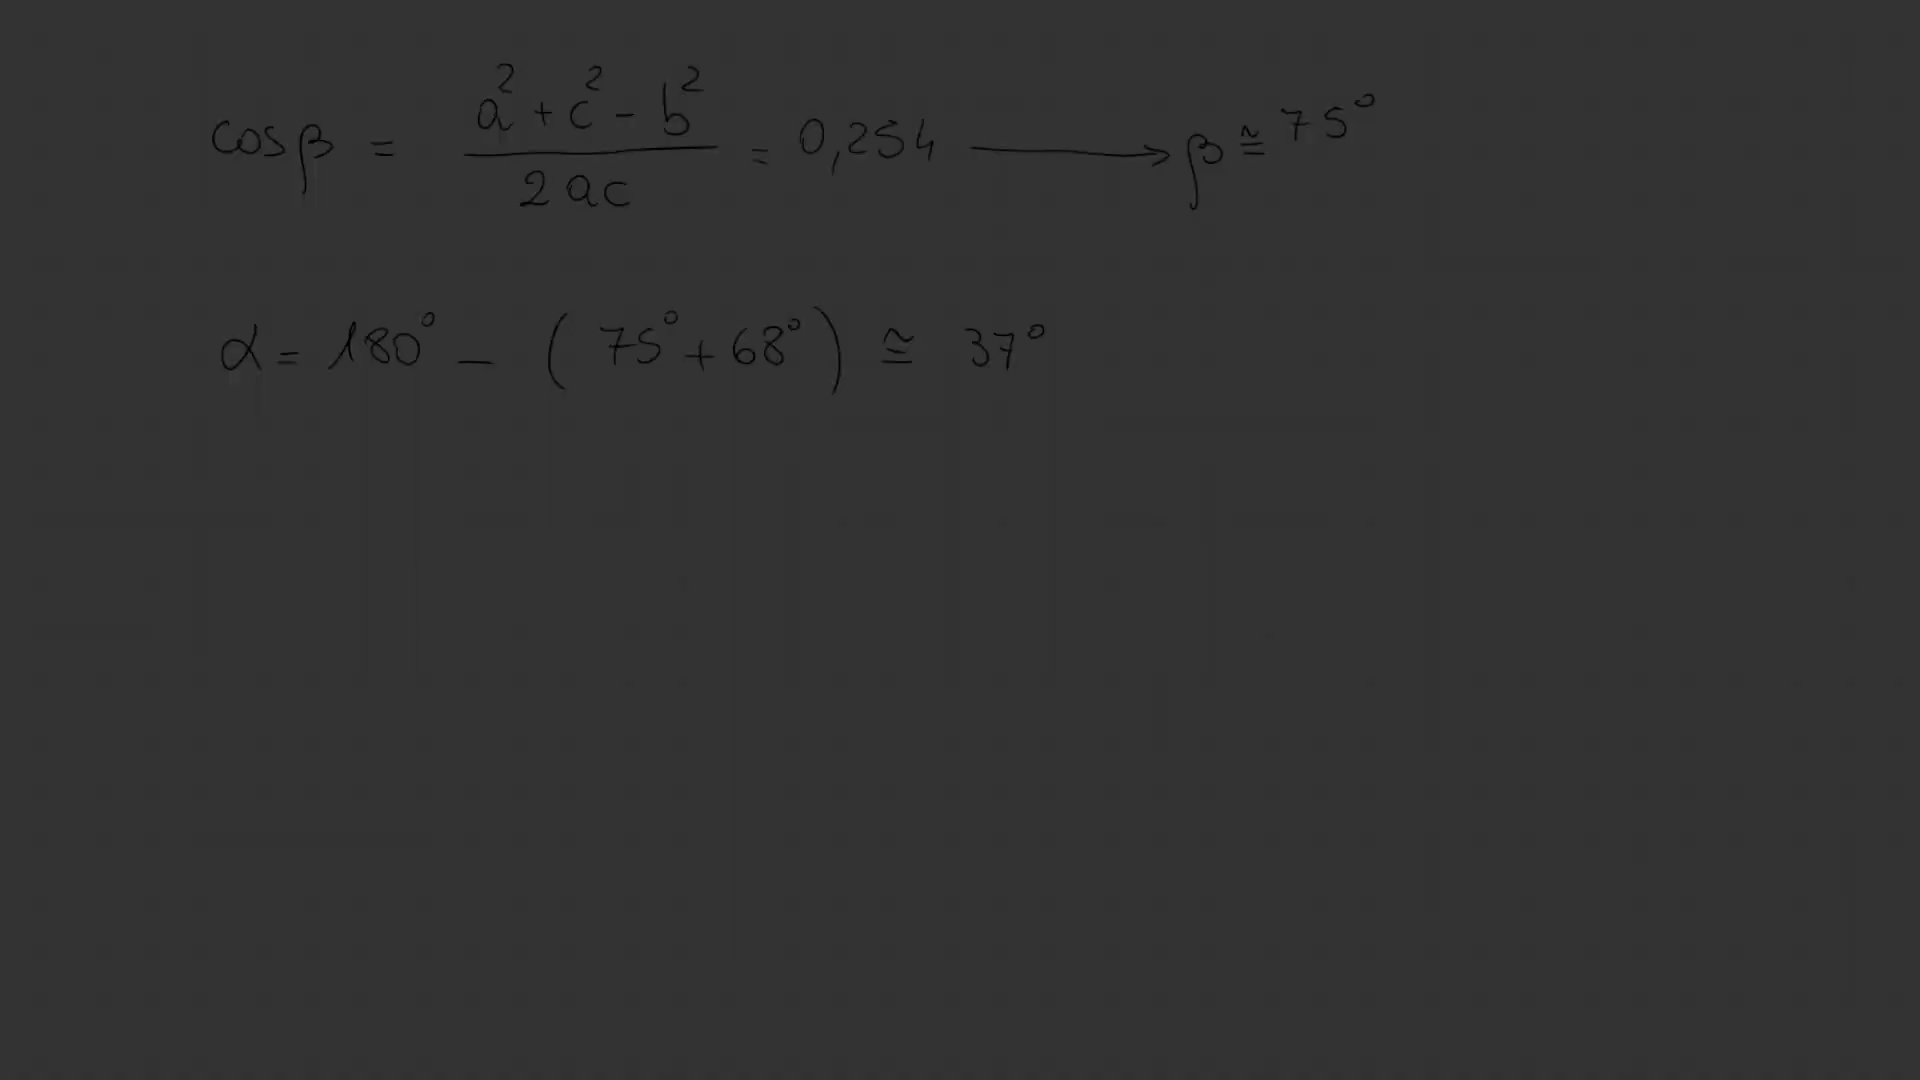 cos β = (a² + c² - b²) / (2ac) = 0,254 ⟶ β ≅ 75°
α = 180° - (75° + 68°) ≅ 37°